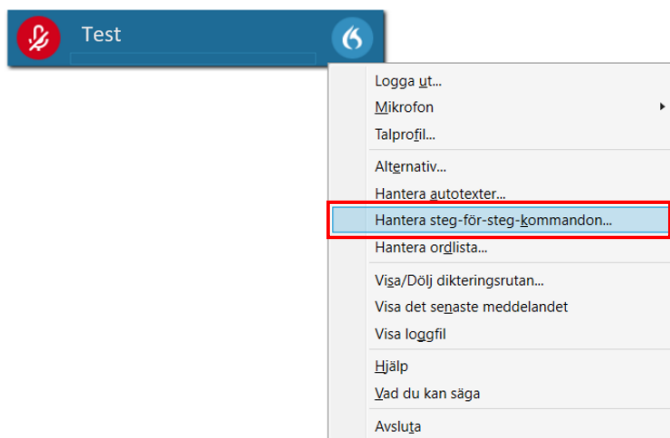 Test
Logga ut...
Mikrofon
Talprofil...
Alternativ...
Hantera autotexter...
Hantera steg-för-steg-kommandon...
Hantera ordlista...
Visa/Dölj dikteringsrutan...
Visa det senaste meddelandet
Visa loggfil
Hjälp
Vad du kan säga
Avsluta